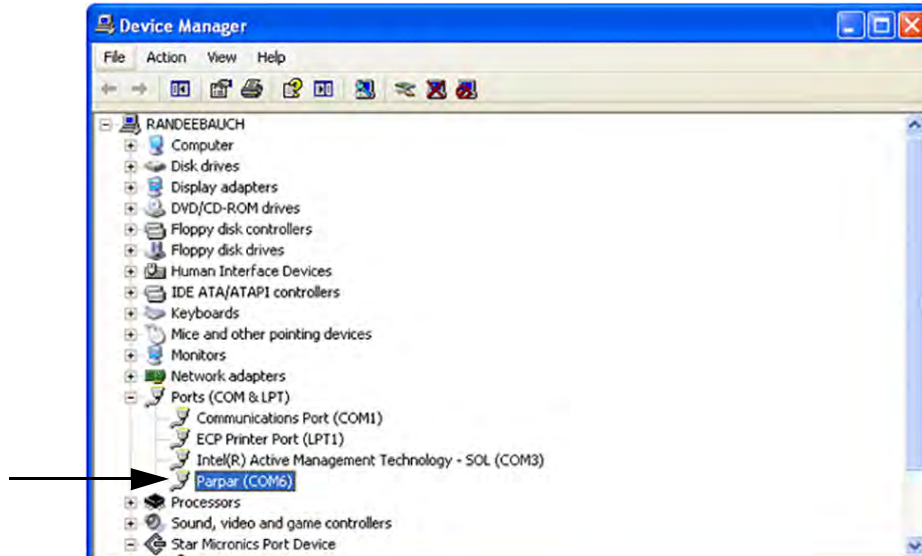 Device Manager
File Action View Help
RANDEEBAUCH
Computer
Disk drives
Display adapters
DVD/CD-ROM drives
Floppy disk controllers
Floppy disk drives
Human Interface Devices
IDE ATA/ATAPI controllers
Keyboards
Mice and other pointing devices
Monitors
Network adapters
Ports (COM & LPT)
Communications Port (COM1)
ECP Printer Port (LPT1)
Intel(R) Active Management Technology - SOL (COM3)
Parpar (COM6)
Processors
Sound, video and game controllers
Star Micronics Port Device